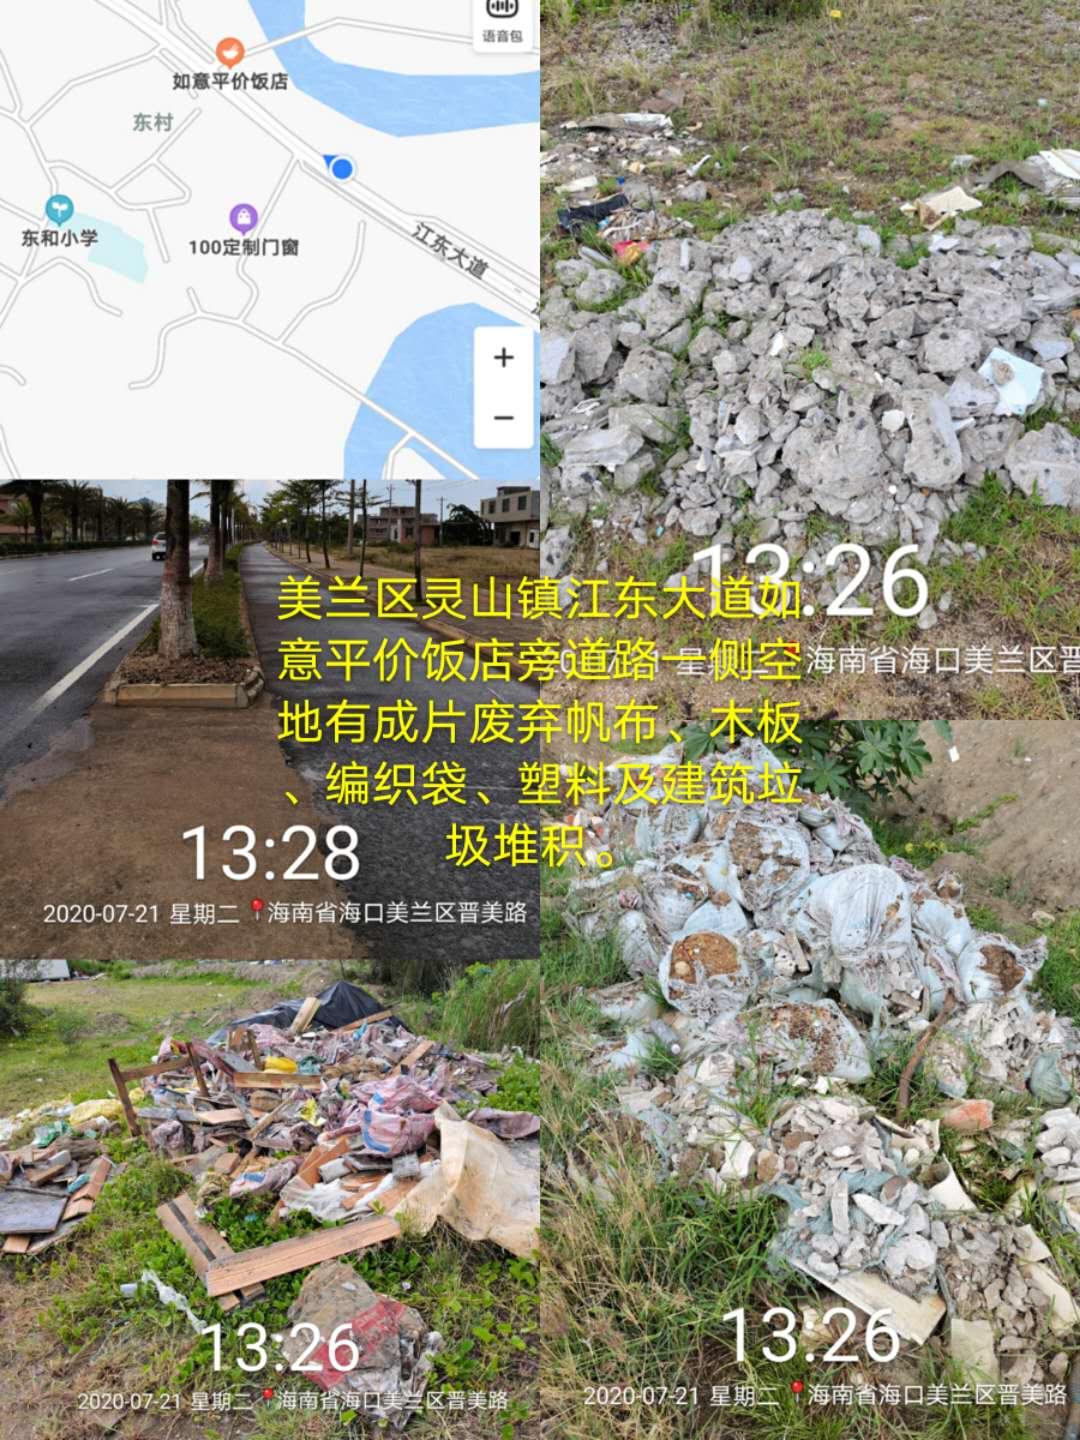 语音包
如意平价饭店
东村
东和小学
100定制门窗
江东大道
+
−
13:26
星期二 海南省海口美兰区晋
美兰区灵山镇江东大道如
意平价饭店旁道路一侧空
地有成片废弃帆布、木板
、编织袋、塑料及建筑垃
圾堆积。
13:28
2020-07-21 星期二 海南省海口美兰区晋美路
13:26
2020-07-21 星期二 海南省海口美兰区晋美路
13:26
2020-07-21 星期二 海南省海口美兰区晋美路